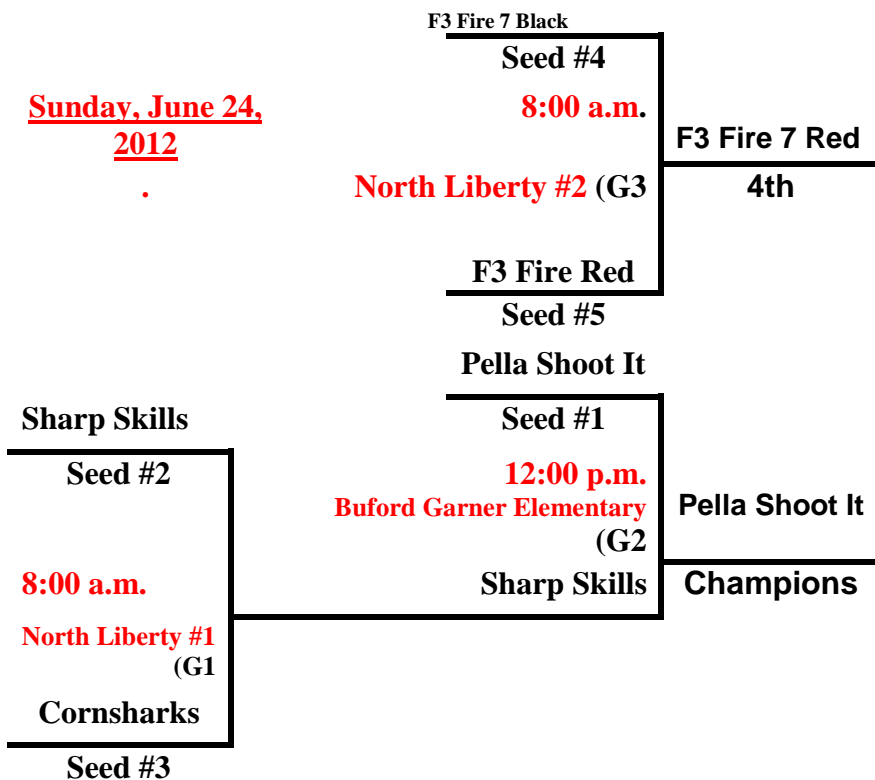 F3 Fire 7 Black
Seed #4
Sunday, June 24,
2012
.
8:00 a.m.
F3 Fire 7 Red
North Liberty #2 (G3
4th
F3 Fire Red
Seed #5
Pella Shoot It
Sharp Skills
Seed #1
Seed #2
12:00 p.m.
Buford Garner Elementary
(G2
Pella Shoot It
8:00 a.m.
Sharp Skills
Champions
North Liberty #1
(G1
Cornsharks
Seed #3